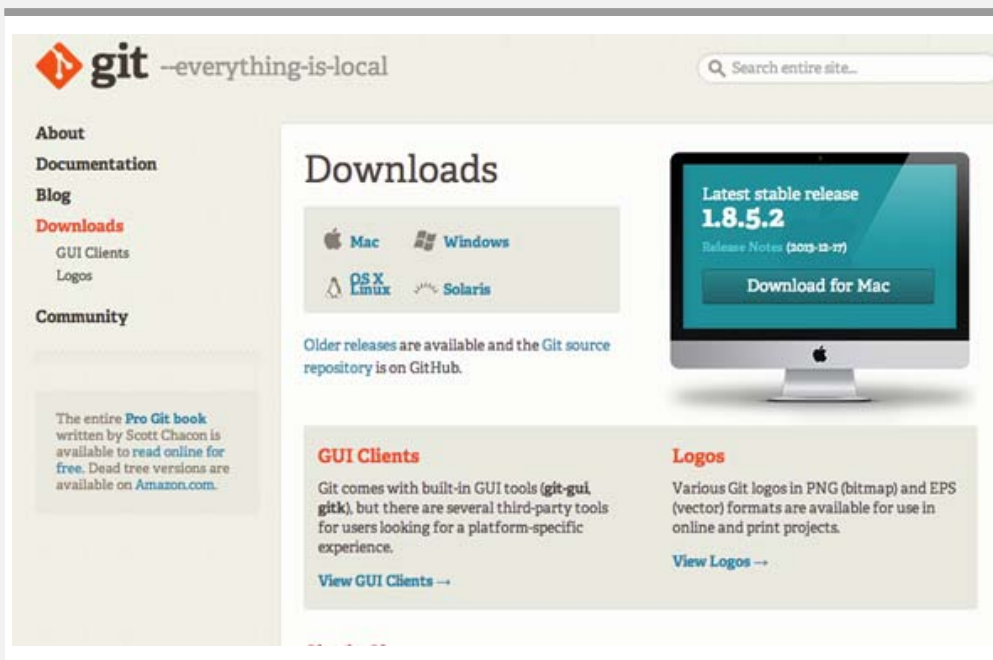 git --everything-is-local
Search entire site...
About
Documentation
Blog
Downloads
GUI Clients
Logos
Community
The entire Pro Git book
written by Scott Chacon is
available to read online for
free. Dead tree versions are
available on Amazon.com.
Downloads
Mac
Windows
OS X
Linux
Solaris
Older releases are available and the Git source
repository is on GitHub.
Latest stable release
1.8.5.2
Release Notes (2013-12-17)
Download for Mac
GUI Clients
Git comes with built-in GUI tools (git-gui,
gitk), but there are several third-party tools
for users looking for a platform-specific
experience.
View GUI Clients →
Logos
Various Git logos in PNG (bitmap) and EPS
(vector) formats are available for use in
online and print projects.
View Logos →